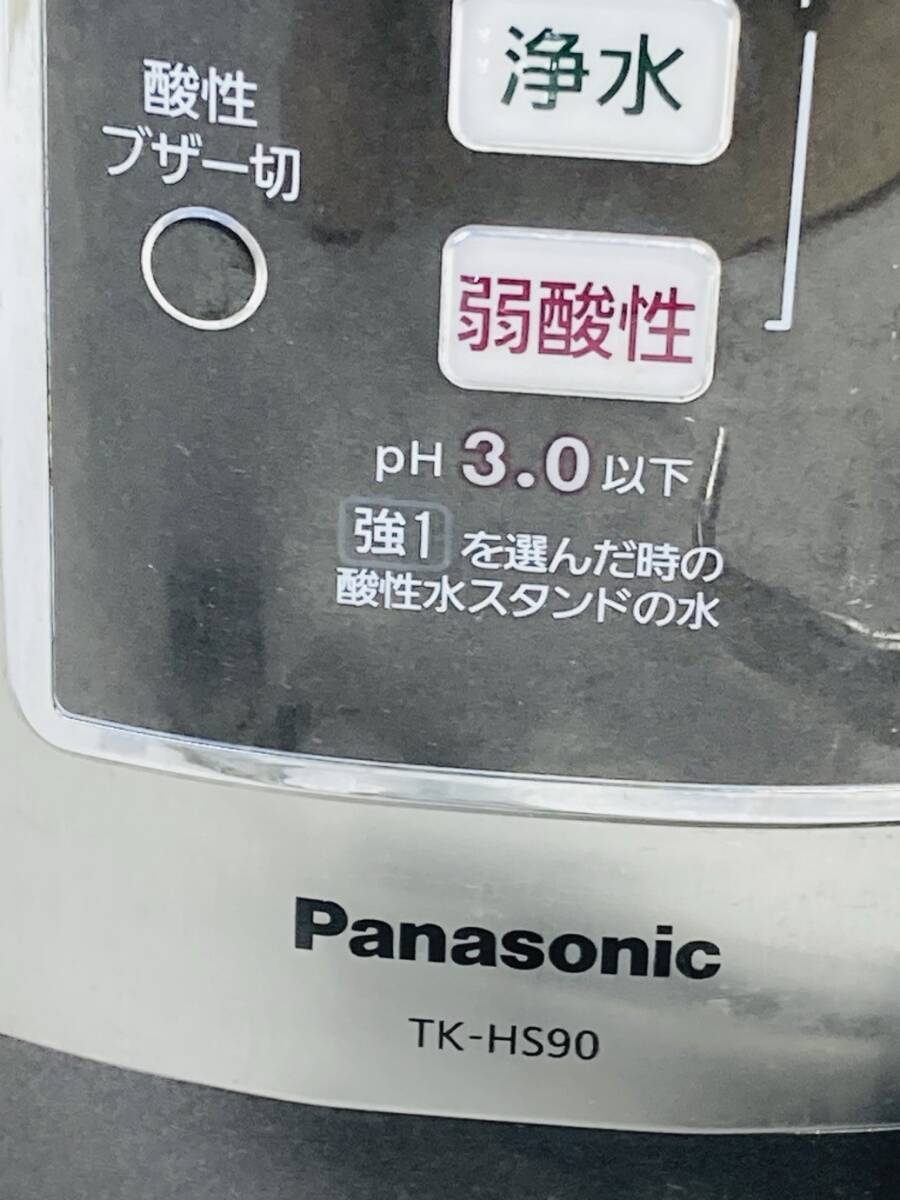 浄水
酸性
ブザー切
弱酸性
pH 3.0 以下
強1 を選んだ時の
酸性水スタンドの水
Panasonic
TK-HS90